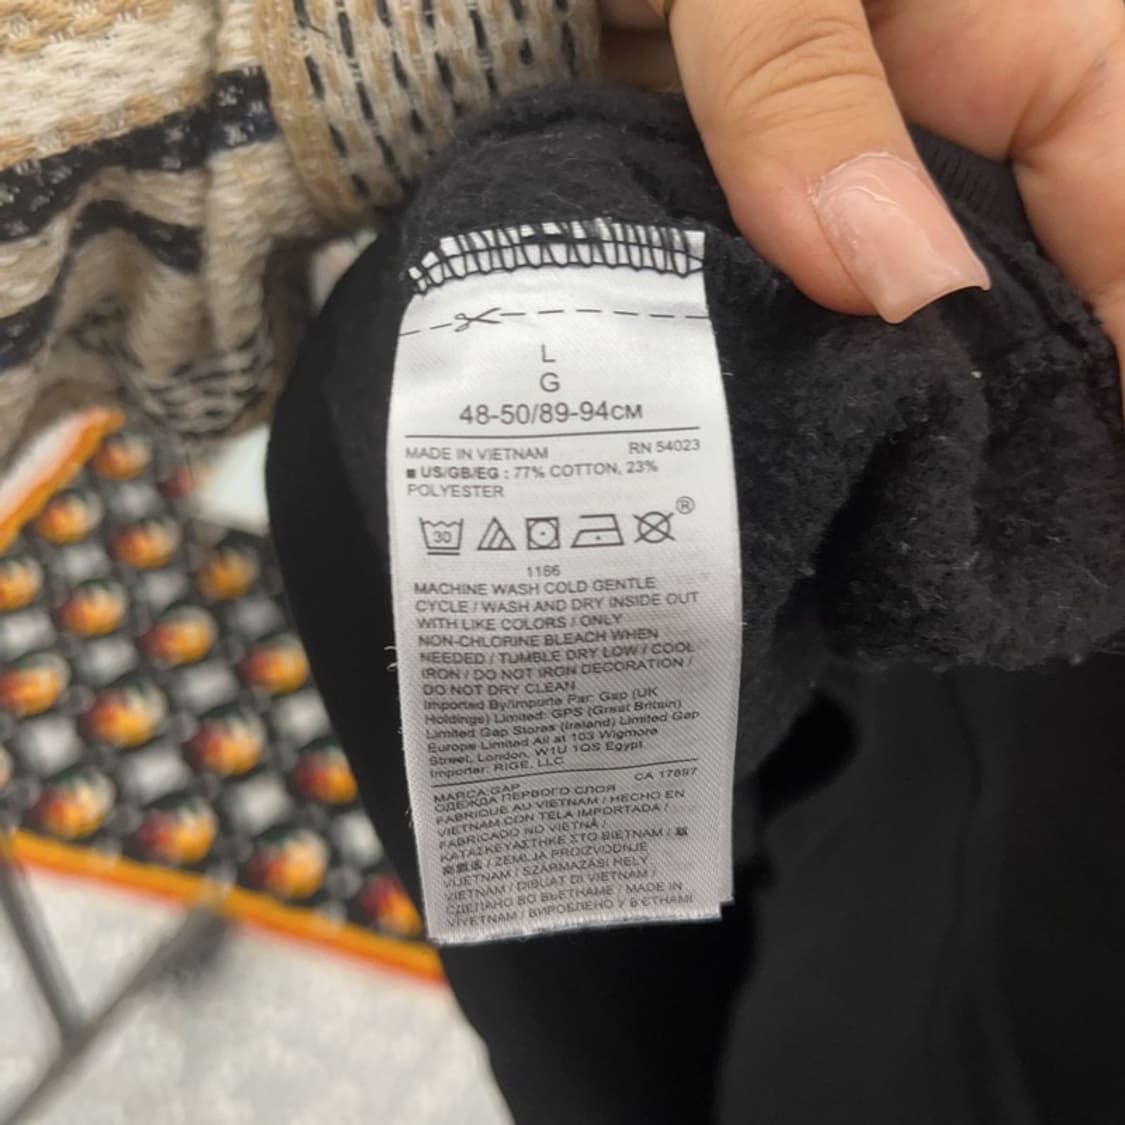 L
G
48-50/89-94CM
MADE IN VIETNAM RN 54023
■ US/GB/EG : 77% COTTON, 23%
POLYESTER
30 ®
1166
MACHINE WASH COLD GENTLE
CYCLE / WASH AND DRY INSIDE OUT
WITH LIKE COLORS / ONLY
NON-CHLORINE BLEACH WHEN
NEEDED / TUMBLE DRY LOW / COOL
IRON / DO NOT IRON DECORATION /
DO NOT DRY CLEAN
Imported By/Importe Par: Gap (UK
Holdings) Limited: GPS (Great Britain)
Limited Gap Stores (Ireland) Limited Gap
Europe Limited All at 103 Wigmore
Street, London, W1U 1QS Egypt
Importer: RIGE, LLC
CA 17897
МАРСА:GAP
ОДЕЖДА ПЕРВОГО СЛОЯ
FABRIQUE AU VIETNAM / HECHO EN
VIETNAM CON TELA IMPORTADA /
FABRICADO NO VIETNÃ /
ΚΑΤΑΣΚΕΥΑΣΤΗΚΕ ΣΤΟ ΒΙΕΤΝΑΜ /
/ ZEMLJA PROIZVODNJE
VIJETNAM / SZÁRMAZÁSI HELY
VIETNAM / DIBUAT DI VIETNAM /
СДЕЛАНО ВО ВЬЕТНАМЕ / MADE IN
VIYETNAM / ВИРОБЛЕНО У В'ЄТНАМІ